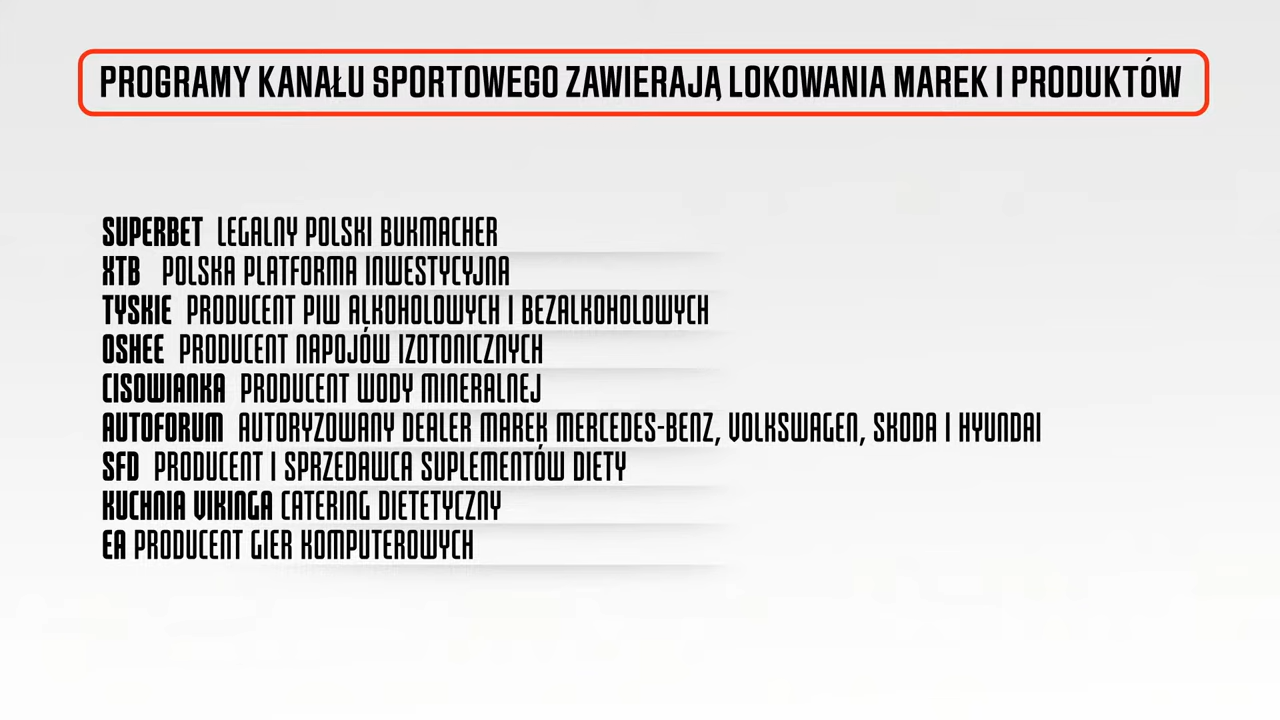 PROGRAMY KANAŁU SPORTOWEGO ZAWIERAJĄ LOKOWANIA MAREK I PRODUKTÓW
SUPERBET LEGALNY POLSKI BUKMACHER
XTB POLSKA PLATFORMA INWESTYCYJNA
TYSKIE PRODUCENT PIW ALKOHOLOWYCH I BEZALKOHOLOWYCH
OSHEE PRODUCENT NAPOJÓW IZOTONICZNYCH
CISOWIANKA PRODUCENT WODY MINERALNEJ
AUTOFORUM AUTORYZOWANY DEALER MAREK MERCEDES-BENZ, VOLKSWAGEN, SKODA I HYUNDAI
SFD PRODUCENT I SPRZEDAWCA SUPLEMENTÓW DIETY
KUCHNIA VIKINGA CATERING DIETETYCZNY
EA PRODUCENT GIER KOMPUTEROWYCH